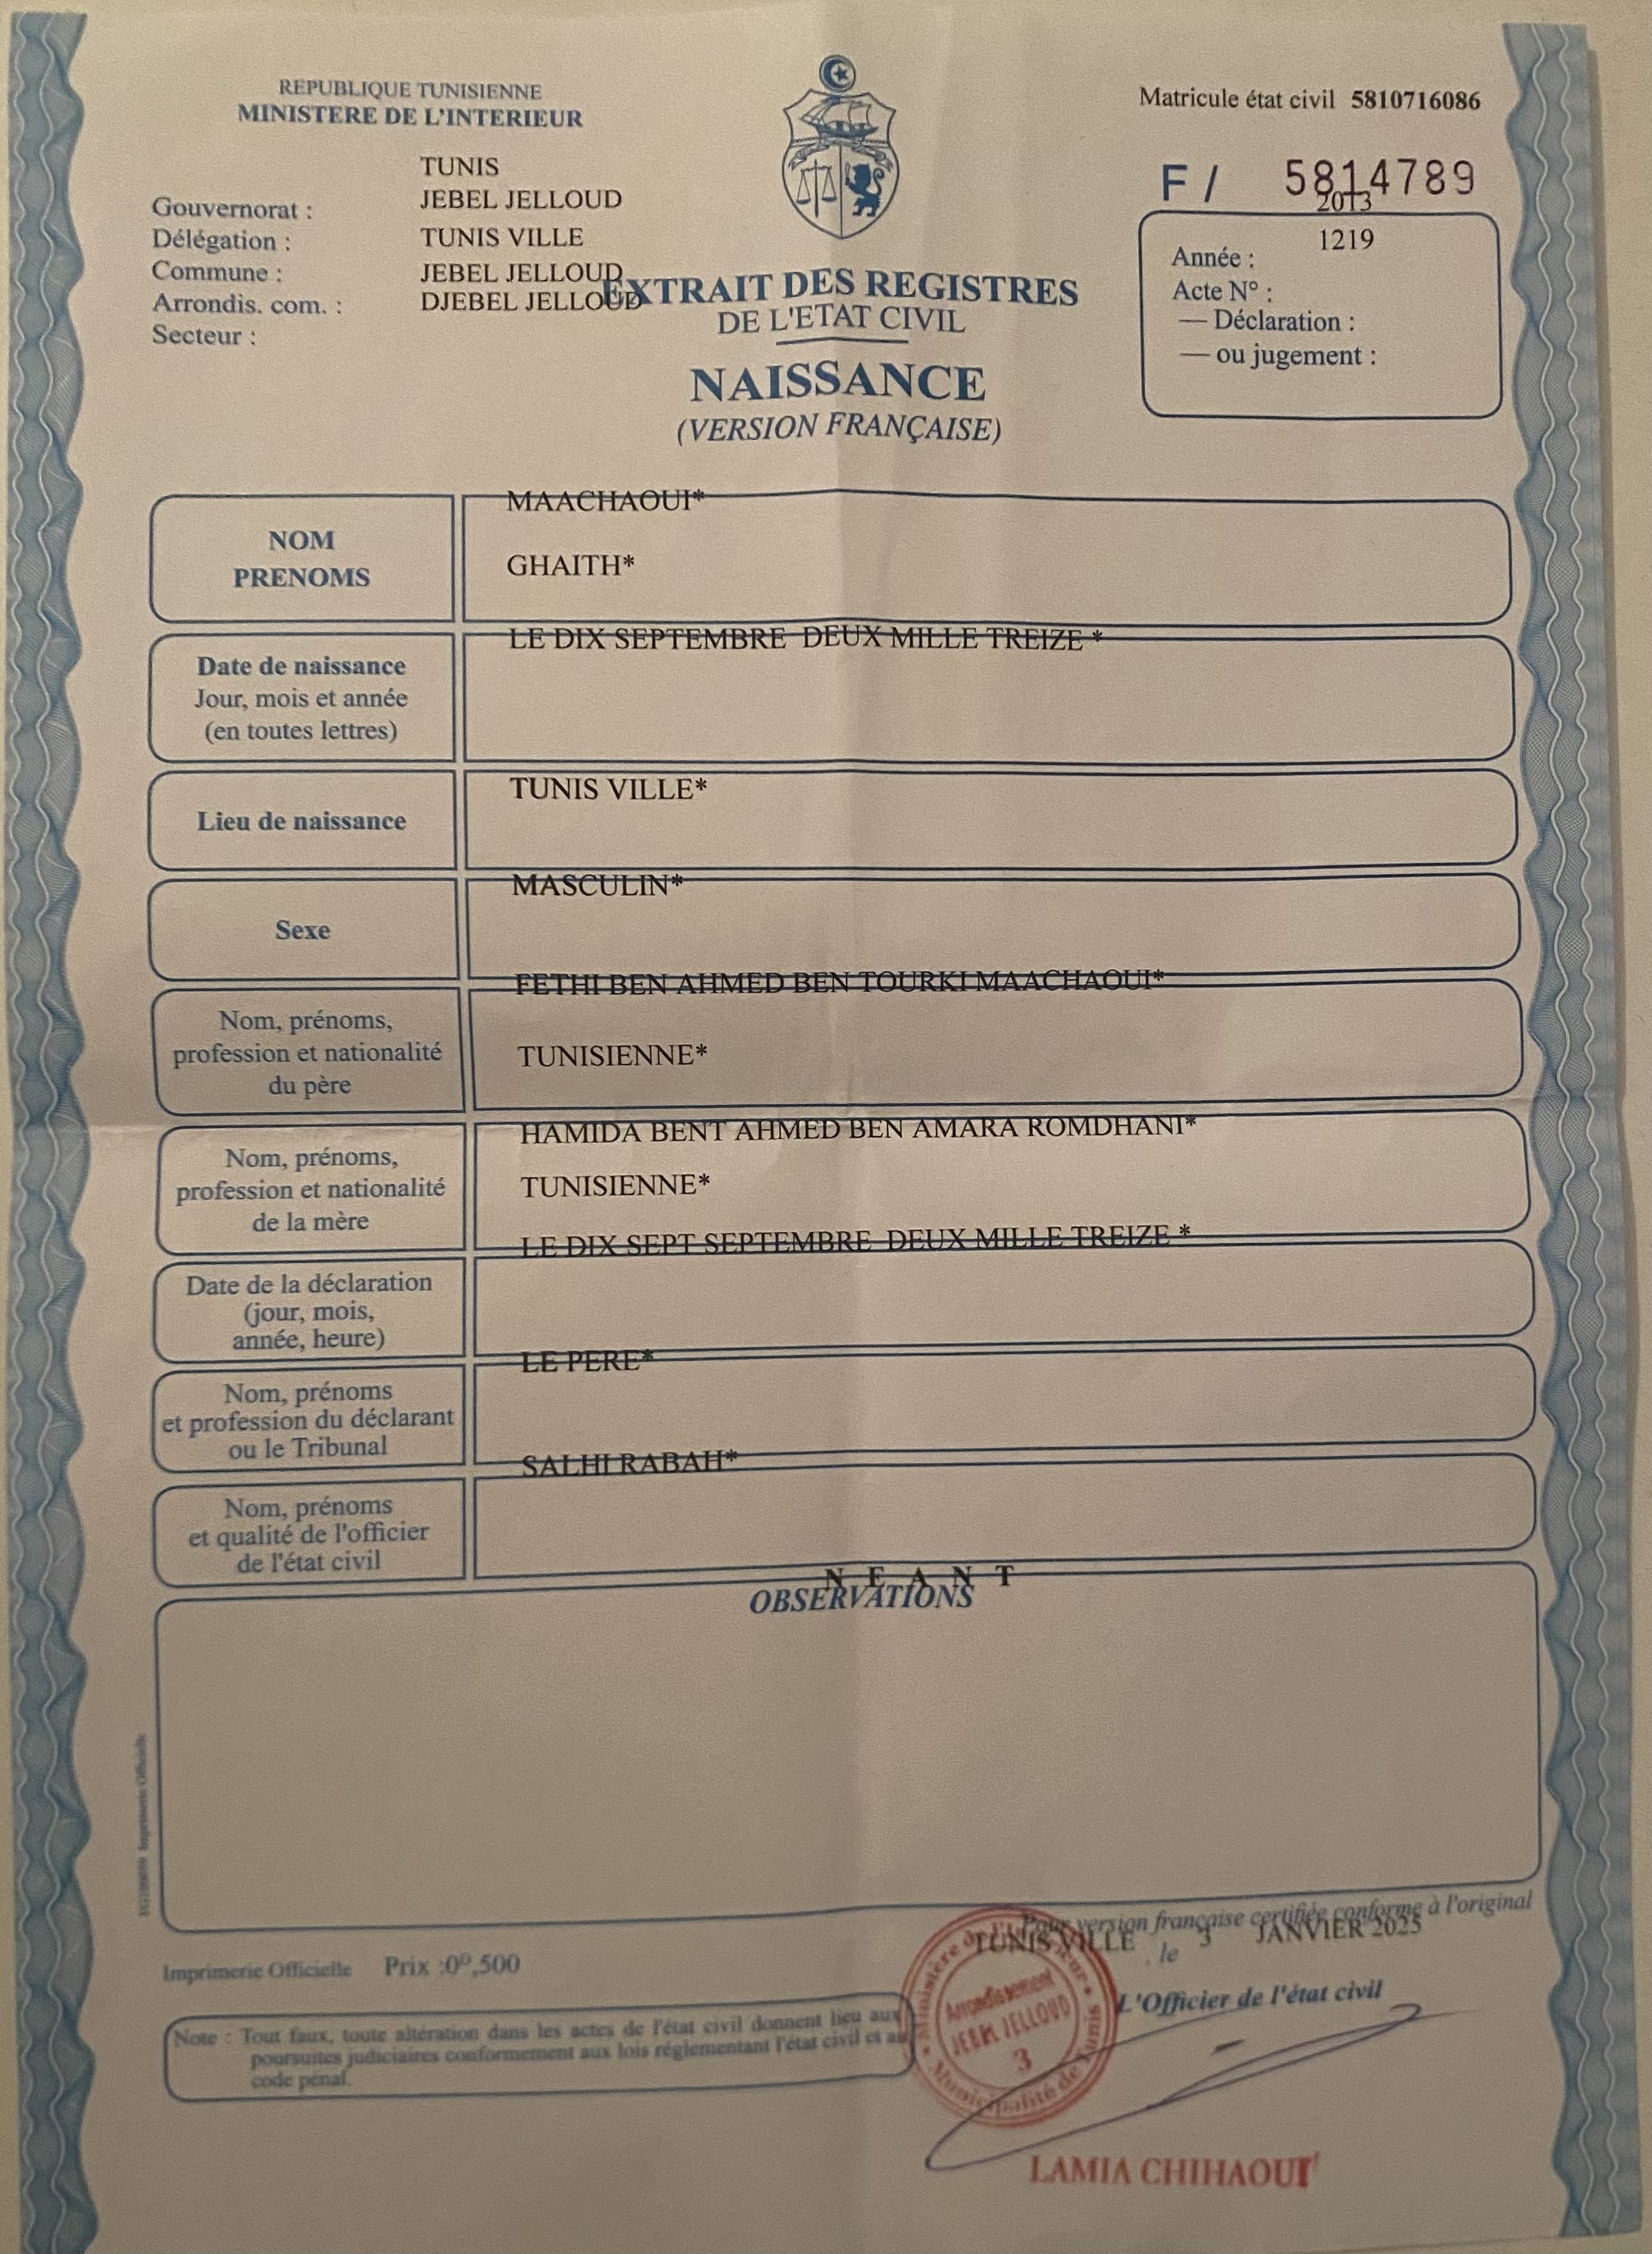 REPUBLIQUE TUNISIENNE
MINISTERE DE L'INTERIEUR
Matricule état civil 5810716086
F / 5814789
Gouvernorat : TUNIS
Délégation : JEBEL JELLOUD
Commune : TUNIS VILLE
Arrondis. com. : JEBEL JELLOUD
Secteur : DJEBEL JELLOUD
EXTRAIT DES REGISTRES
DE L'ETAT CIVIL
NAISSANCE
(VERSION FRANÇAISE)
Année : 2013
Acte N° : 1219
— Déclaration :
— ou jugement :
NOM
PRENOMS
MAACHAOUI*
GHAITH*
Date de naissance
Jour, mois et année
(en toutes lettres)
LE DIX SEPTEMBRE DEUX MILLE TREIZE *
Lieu de naissance
TUNIS VILLE*
Sexe
MASCULIN*
Nom, prénoms,
profession et nationalité
du père
FETHI BEN AHMED BEN TOURKI MAACHAOUI*
TUNISIENNE*
Nom, prénoms,
profession et nationalité
de la mère
HAMIDA BENT AHMED BEN AMARA ROMDHANI*
TUNISIENNE*
Date de la déclaration
(jour, mois,
année, heure)
LE DIX SEPT SEPTEMBRE DEUX MILLE TREIZE *
Nom, prénoms
et profession du déclarant
ou le Tribunal
LE PERE*
Nom, prénoms
et qualité de l'officier
de l'état civil
SALHI RABAH*
N E A N T
OBSERVATIONS
Imprimerie Officielle
Pour version française certifiée conforme à l'original
TUNIS VILLE le 3 JANVIER 2025
Imprimerie Officielle Prix :0ᴰ,500
L'Officier de l'état civil
Note : Tout faux, toute altération dans les actes de l'état civil donnent lieu aux
poursuites judiciaires conformement aux lois réglementant l'état civil et au
code pénal.
Ministère de l'Intérieur
Arrondissement
JEBEL JELLOUD
3
Municipalité de Tunis
LAMIA CHIHAOUI